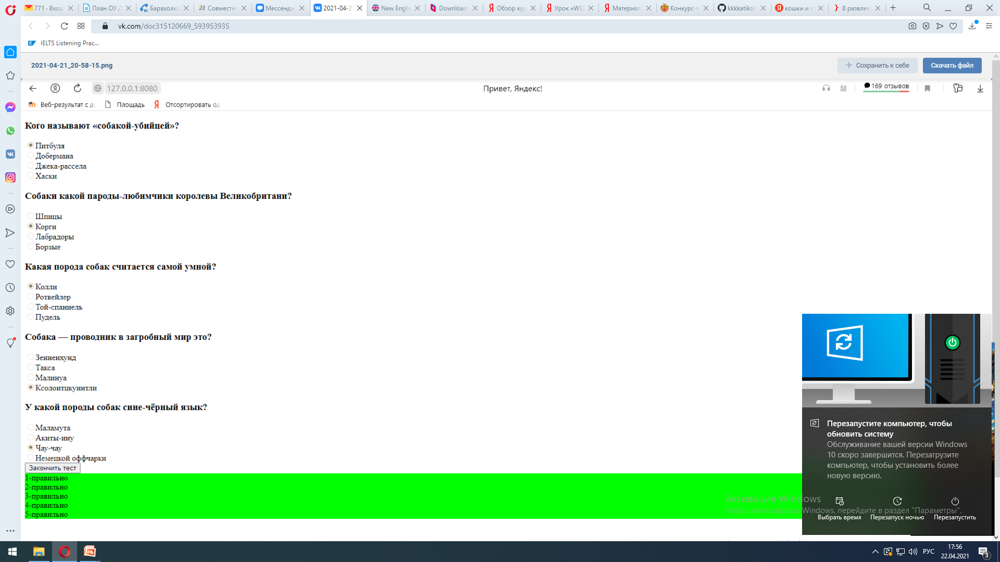 771 · Вход
План ОУ Д
Барахолка
Совместн
Мессендж
2021-04-2
New Englis
Download
Обзор кур
Урок «WE
Материал
Конкурс-в
kkkkatiko/
кошки и с
8 развлека
vk.com/doc315120669_593953935
IELTS Listening Prac...
2021-04-21_20-58-15.png
Сохранить к себе
Скачать файл
127.0.0.1:8080
Привет, Яндекс!
169 отзывов
Веб-результат с до
Площадь
Отсортировать од
Кого называют «собакой-убийцей»?
Питбуля
Добермана
Джека-рассела
Хаски
Собаки какой пароды-любимчики королевы Великобритани?
Шпицы
Корги
Лабрадоры
Борзые
Какая порода собак считается самой умной?
Колли
Ротвейлер
Той-спаниель
Пудель
Собака — проводник в загробный мир это?
Зенненхунд
Такса
Малинуа
Ксолоитцкуинтли
У какой породы собак сине-чёрный язык?
Маламута
Акиты-ину
Чау-чау
Немецкой оффчарки
Закончить тест
1-правильно
2-правильно
3-правильно
4-правильно
5-правильно
Перезапустите компьютер, чтобы
обновить систему
Обслуживание вашей версии Windows
10 скоро завершится. Перезагрузите
компьютер, чтобы установить более
новую версию.
Активация Windows
Чтобы активировать Windows, перейдите в раздел "Параметры".
Выбрать время
Перезапуск ночью
Перезапустить
РУС
17:56
22.04.2021
3